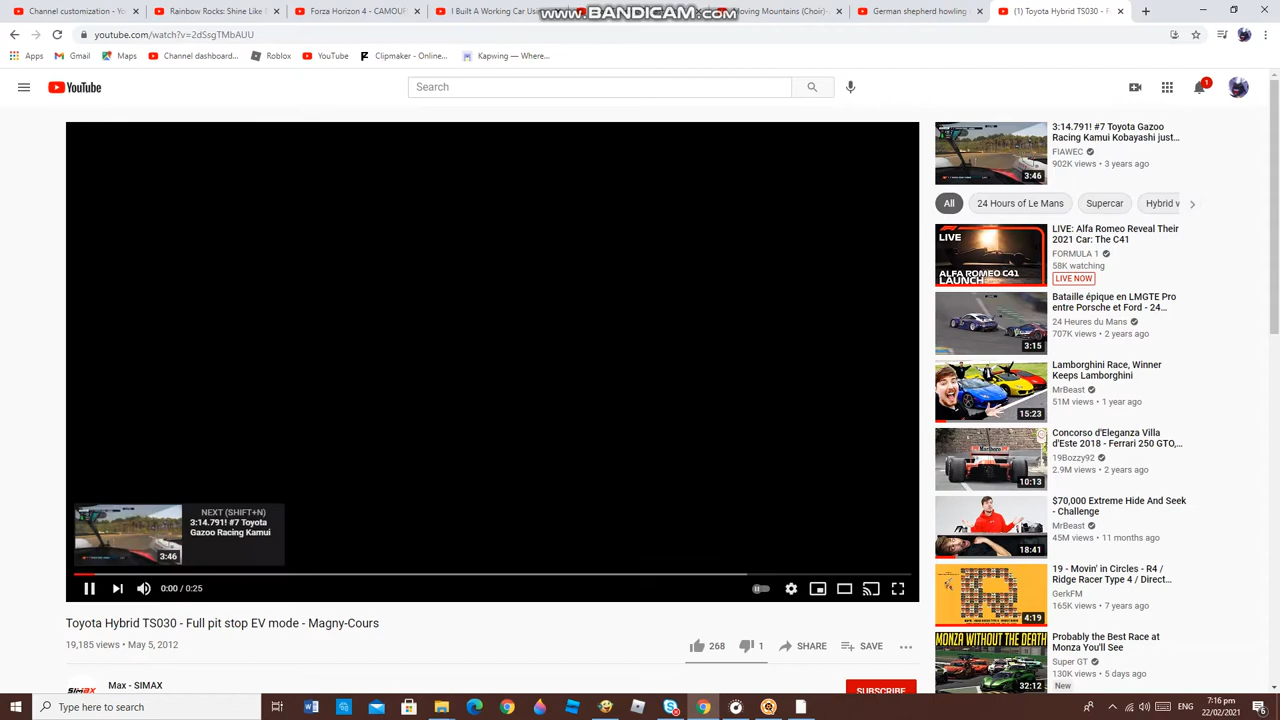 Channel customization - Yo
Rainbow Rocks: Shine Like
Forza Horizon 4 - CAMOUF
Built A Working Car Usin
www.BANDICAM.com
Moving Mountains (Choir)
German shepherd howling
(1) Toyota Hybrid TS030 - F
youtube.com/watch?v=2dSsgTMbAUU
Apps
Gmail
Maps
Channel dashboard...
Roblox
YouTube
Clipmaker - Online...
Kapwing — Where...
YouTube
Search
1
3:14.791! #7 Toyota Gazoo
Racing Kamui Kobayashi just...
FIAWEC
902K views • 3 years ago
3:46
All
24 Hours of Le Mans
Supercar
Hybrid v
LIVE
ALFA ROMEO C41
LAUNCH
LIVE: Alfa Romeo Reveal Their
2021 Car: The C41
FORMULA 1
58K watching
LIVE NOW
Bataille épique en LMGTE Pro
entre Porsche et Ford - 24...
24 Heures du Mans
707K views • 2 years ago
3:15
Lamborghini Race, Winner
Keeps Lamborghini
MrBeast
51M views • 1 year ago
15:23
Concorso d'Eleganza Villa
d'Este 2018 - Ferrari 250 GTO,...
19Bozzy92
2.9M views • 2 years ago
10:13
$70,000 Extreme Hide And Seek
- Challenge
MrBeast
45M views • 11 months ago
18:41
19 - Movin' in Circles - R4 /
Ridge Racer Type 4 / Direct...
GerkFM
165K views • 7 years ago
4:19
MONZA WITHOUT THE DEATH
Probably the Best Race at
Monza You'll See
Super GT
130K views • 5 days ago
New
32:12
NEXT (SHIFT+N)
3:14.791! #7 Toyota
Gazoo Racing Kamui
3:46
0:00 / 0:25
Toyota Hybrid TS030 - Full pit stop EV Mode - Magny-Cours
19,185 views • May 5, 2012
268
1
SHARE
SAVE
SimAX
Max - SIMAX
SUBSCRIBE
Type here to search
ENG
7:16 pm
22/02/2021
6